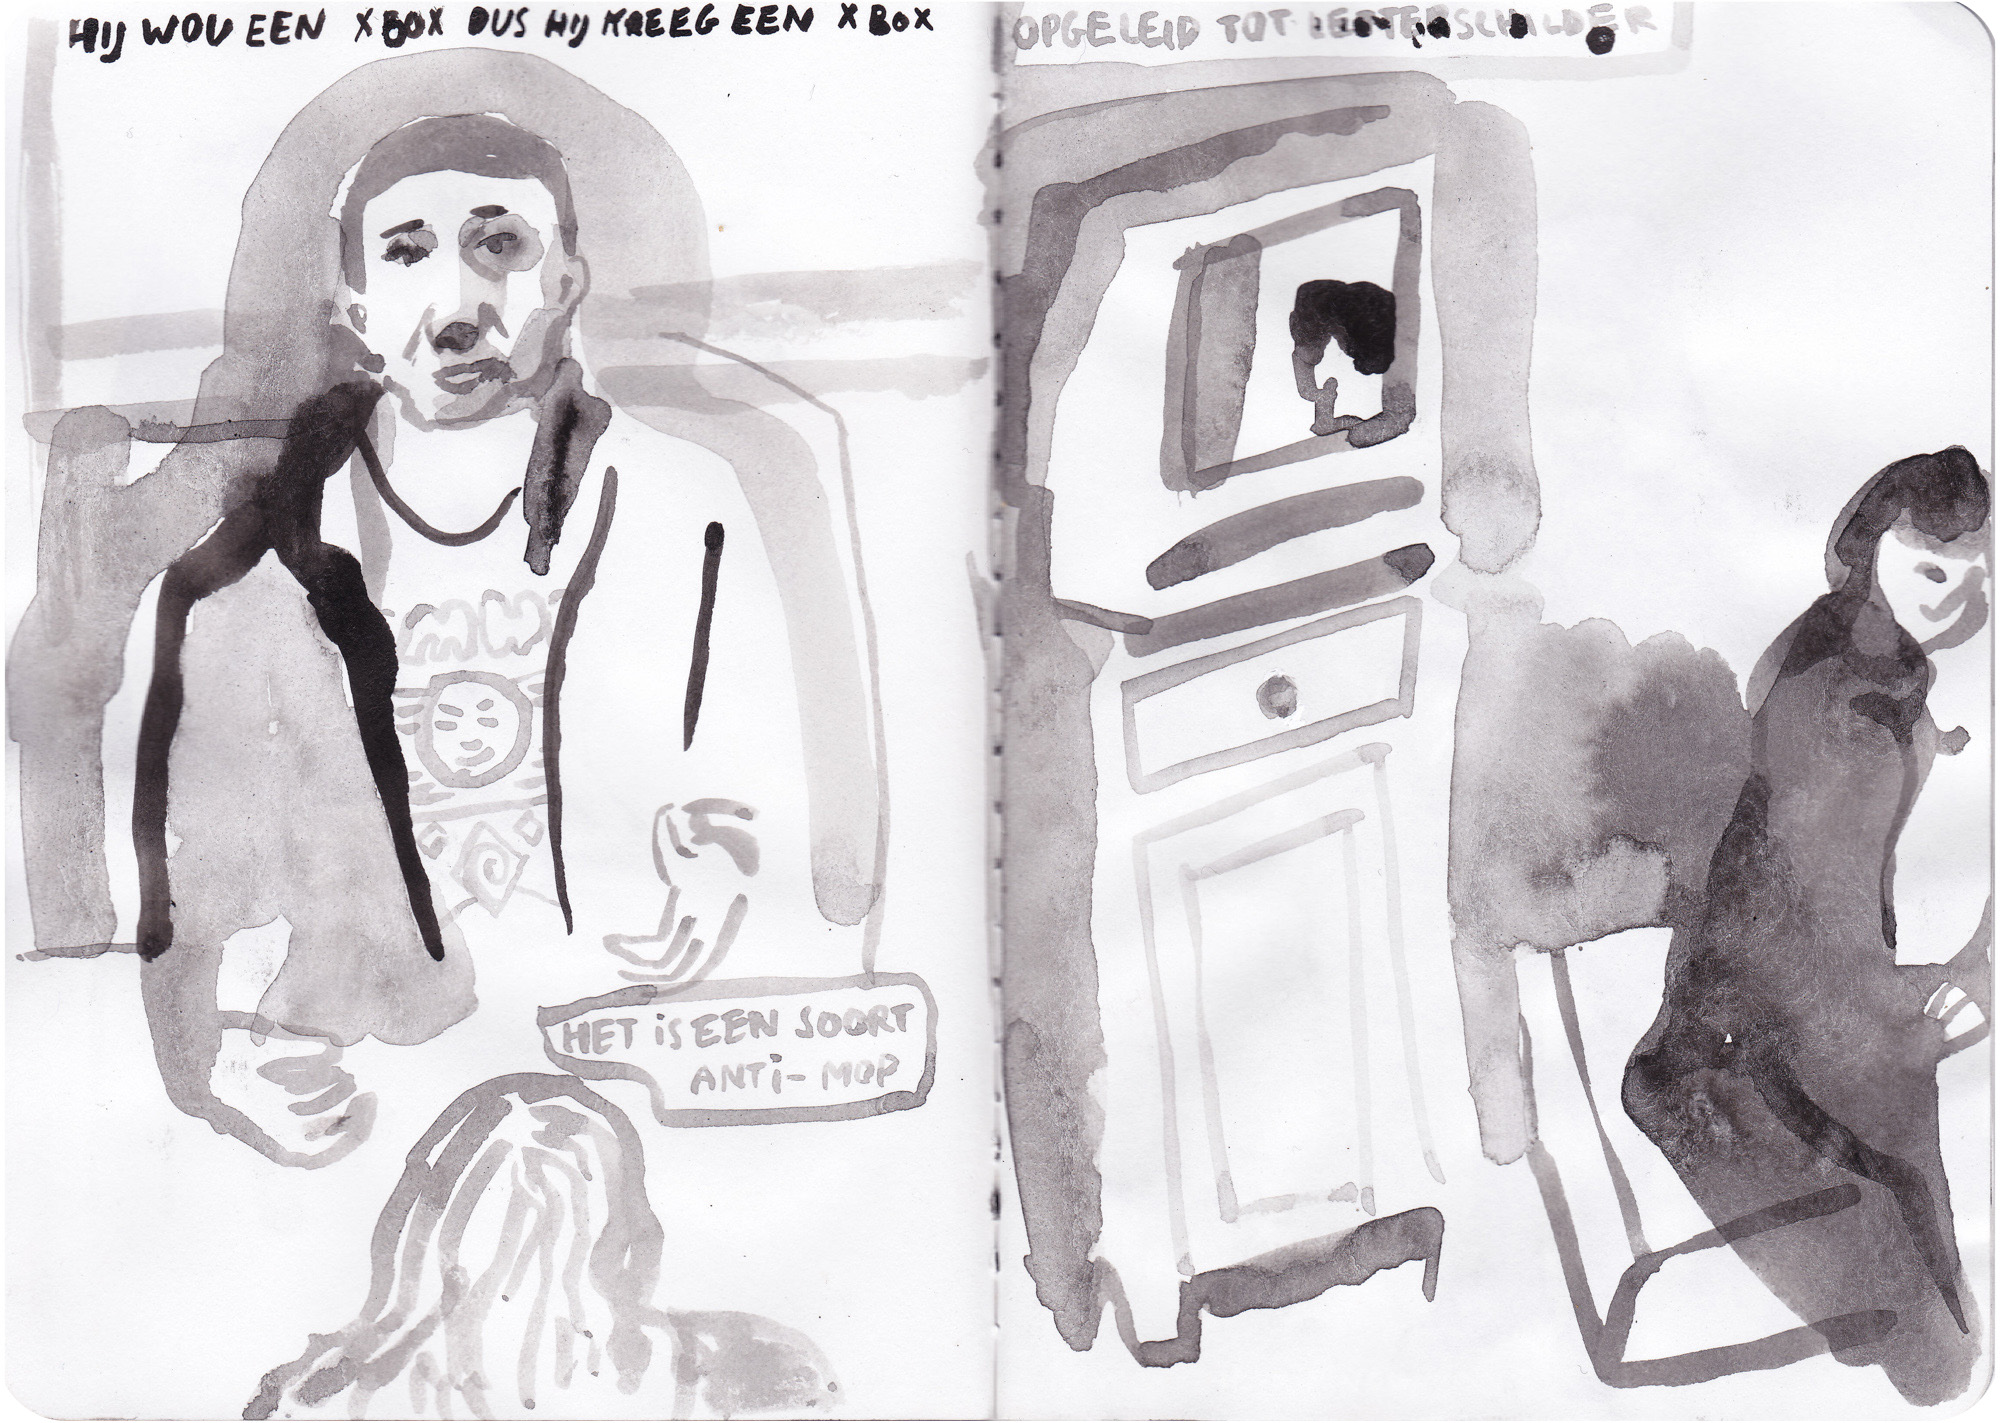 HIJ WOU EEN XBOX DUS HIJ KREEG EEN XBOX
OPGELEID TOT LETTERSCHILDER
HET iS EEN SOORT
ANTi-MOP